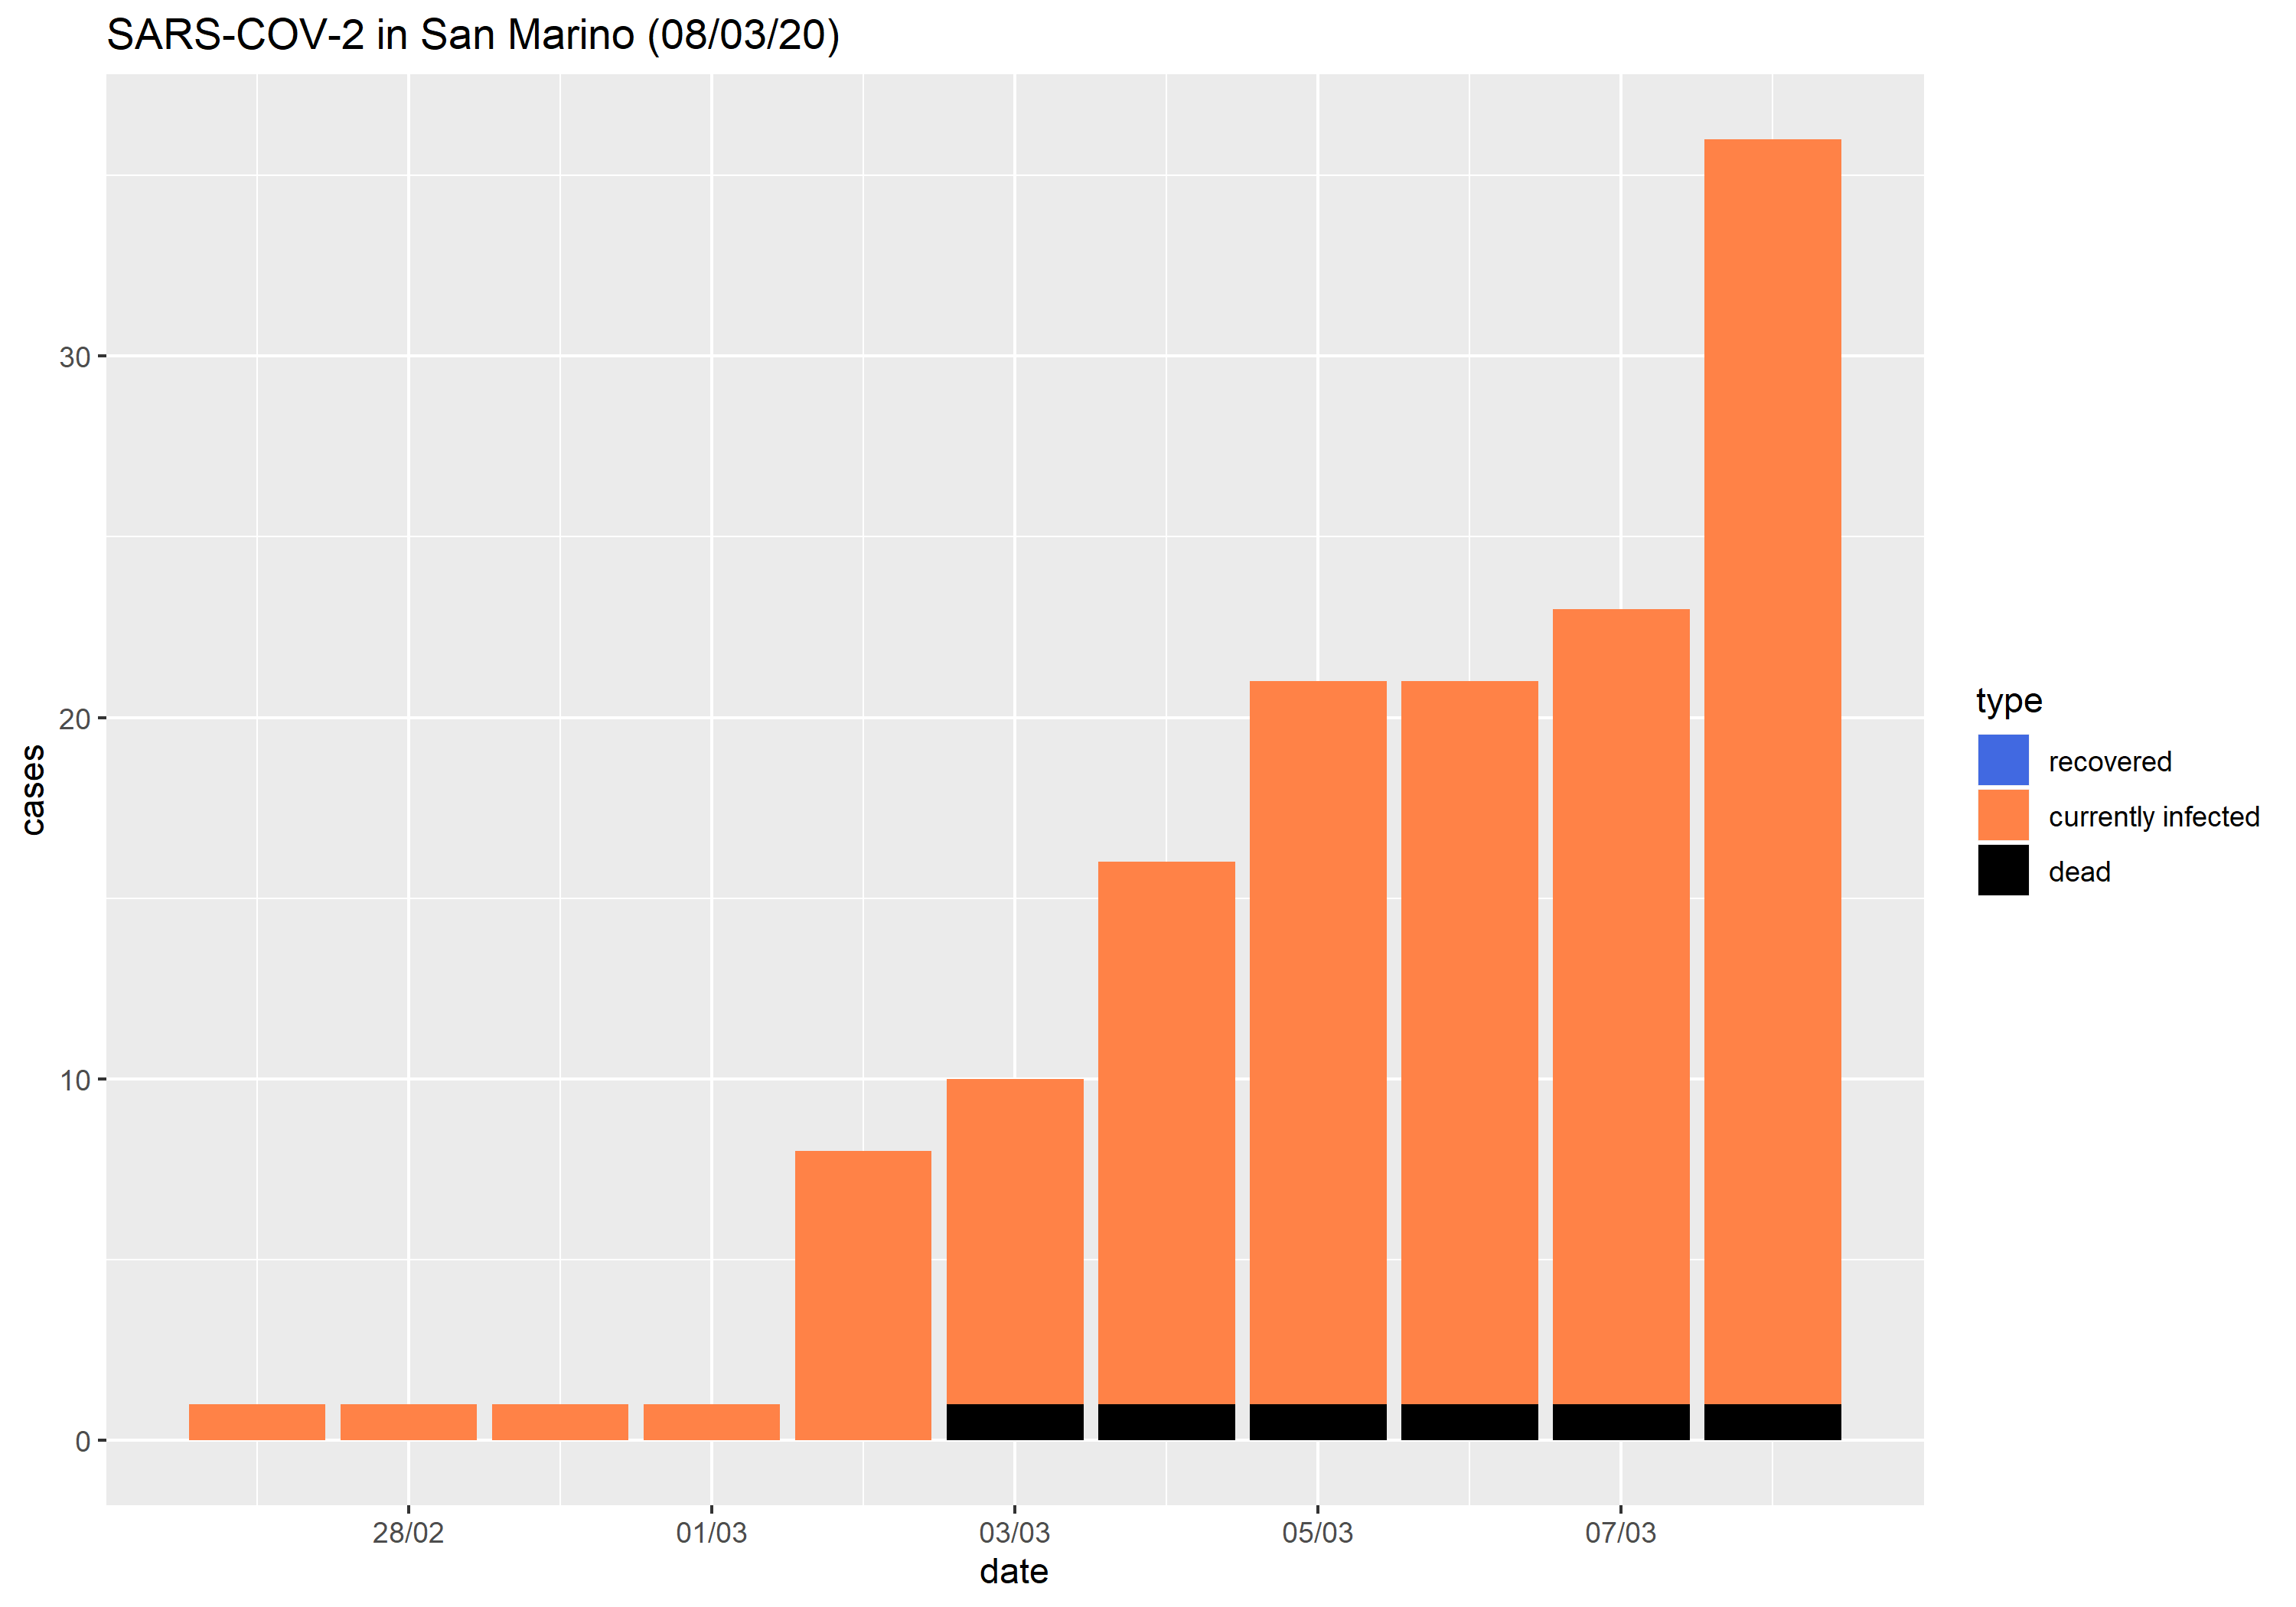 SARS-COV-2 in San Marino (08/03/20)
30
20
10
0
cases
28/02 01/03 03/03 05/03 07/03
date
type
recovered
currently infected
dead